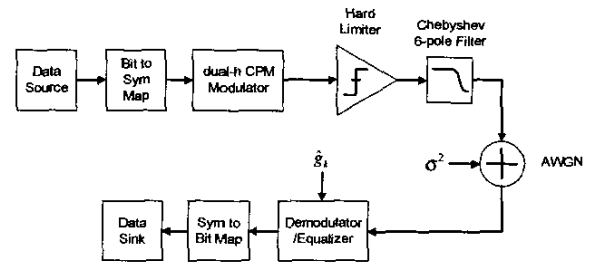 Hard
Limiter
Chebyshev
6-pole Filter
Data
Source
Bit to
Sym
Map
dual-h CPM
Modulator
σ²
AWGN
ĝₖ
Data
Sink
Sym to
Bit Map
Demodulator
/Equalizer